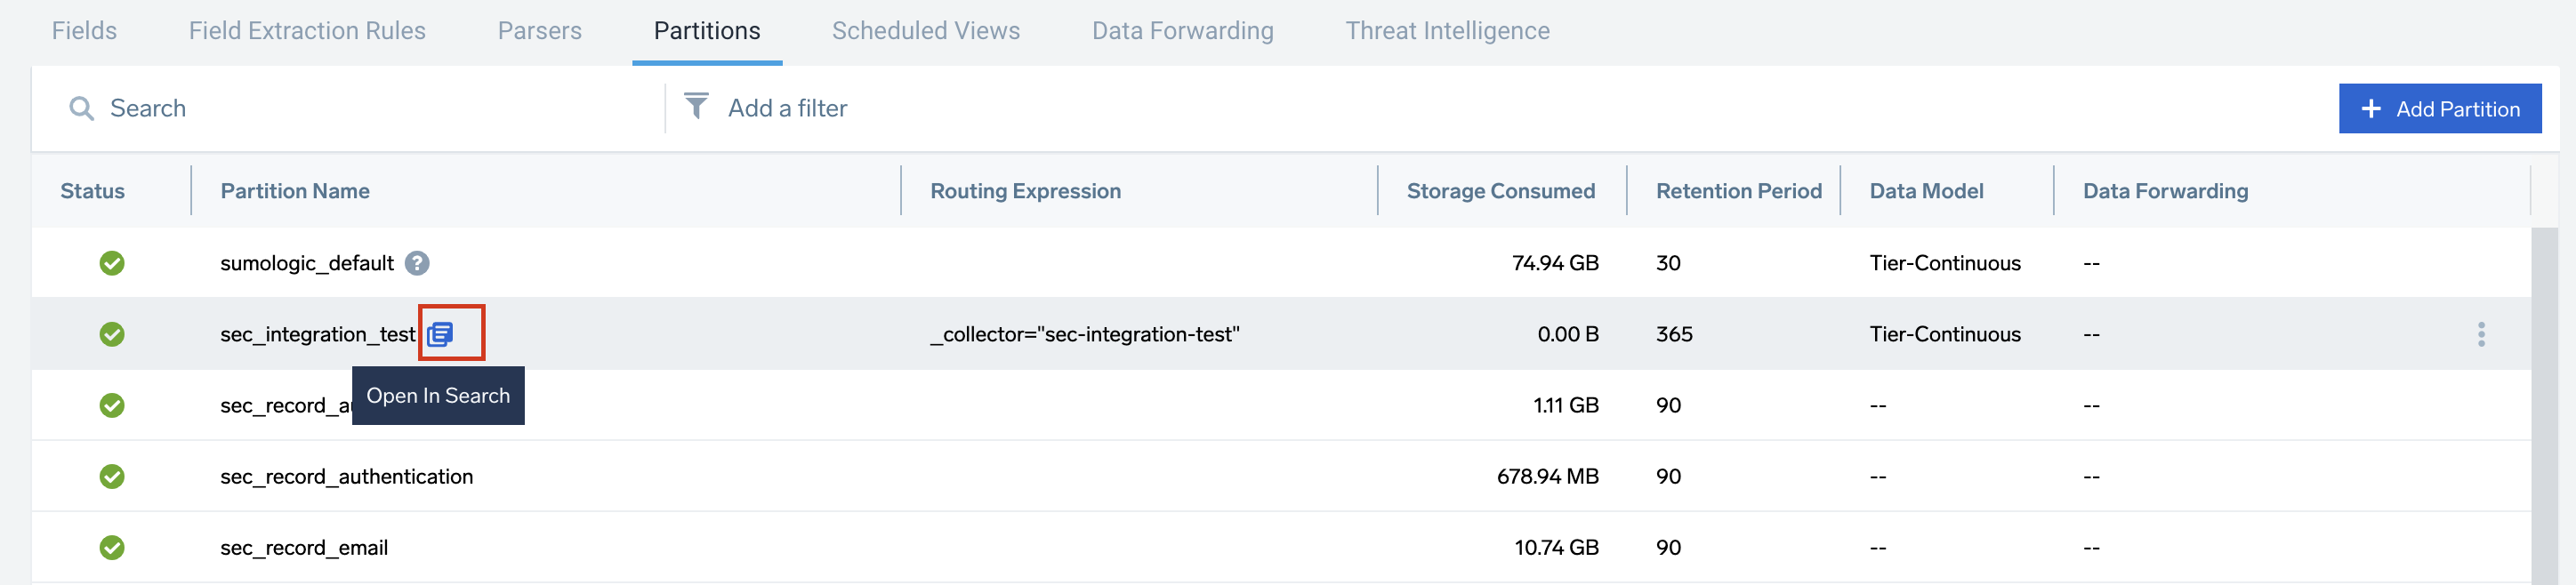 Fields Field Extraction Rules Parsers Partitions Scheduled Views Data Forwarding Threat Intelligence
Search Add a filter + Add Partition
Status Partition Name Routing Expression Storage Consumed Retention Period Data Model Data Forwarding
sumologic_default ? 74.94 GB 30 Tier-Continuous --
sec_integration_test _collector="sec-integration-test" 0.00 B 365 Tier-Continuous --
Open In Search
sec_record_a 1.11 GB 90 -- --
sec_record_authentication 678.94 MB 90 -- --
sec_record_email 10.74 GB 90 -- --